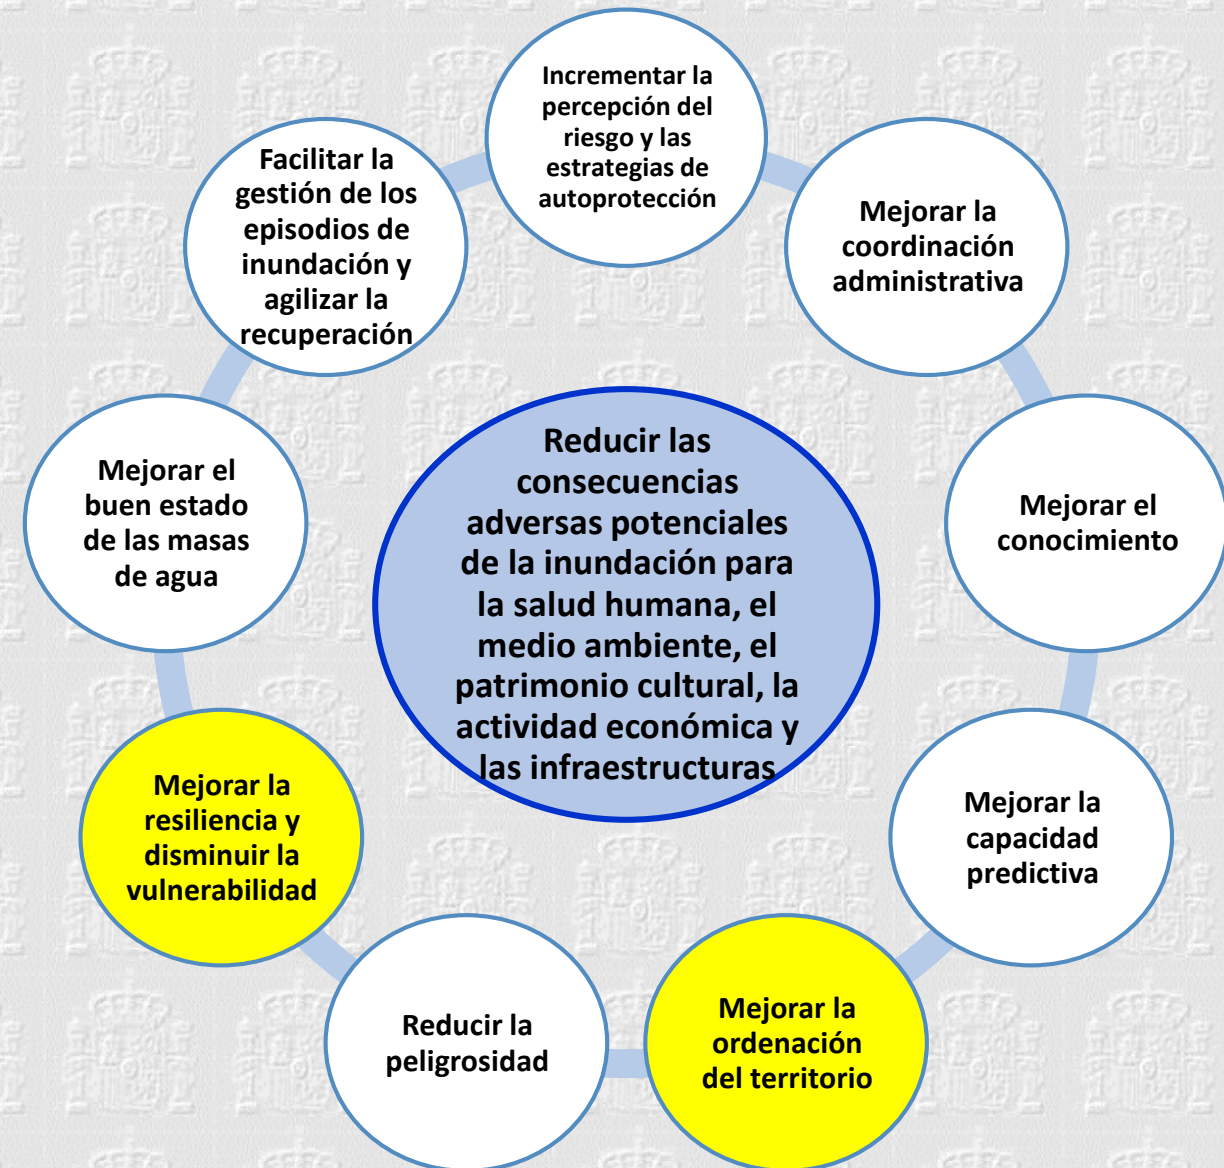 Incrementar la
percepción del
riesgo y las
estrategias de
autoprotección
Mejorar la
coordinación
administrativa
Mejorar el
conocimiento
Mejorar la
capacidad
predictiva
Mejorar la
ordenación
del territorio
Reducir la
peligrosidad
Mejorar la
resiliencia y
disminuir la
vulnerabilidad
Mejorar el
buen estado
de las masas
de agua
Facilitar la
gestión de los
episodios de
inundación y
agilizar la
recuperación
Reducir las
consecuencias
adversas potenciales
de la inundación para
la salud humana, el
medio ambiente, el
patrimonio cultural, la
actividad económica y
las infraestructuras